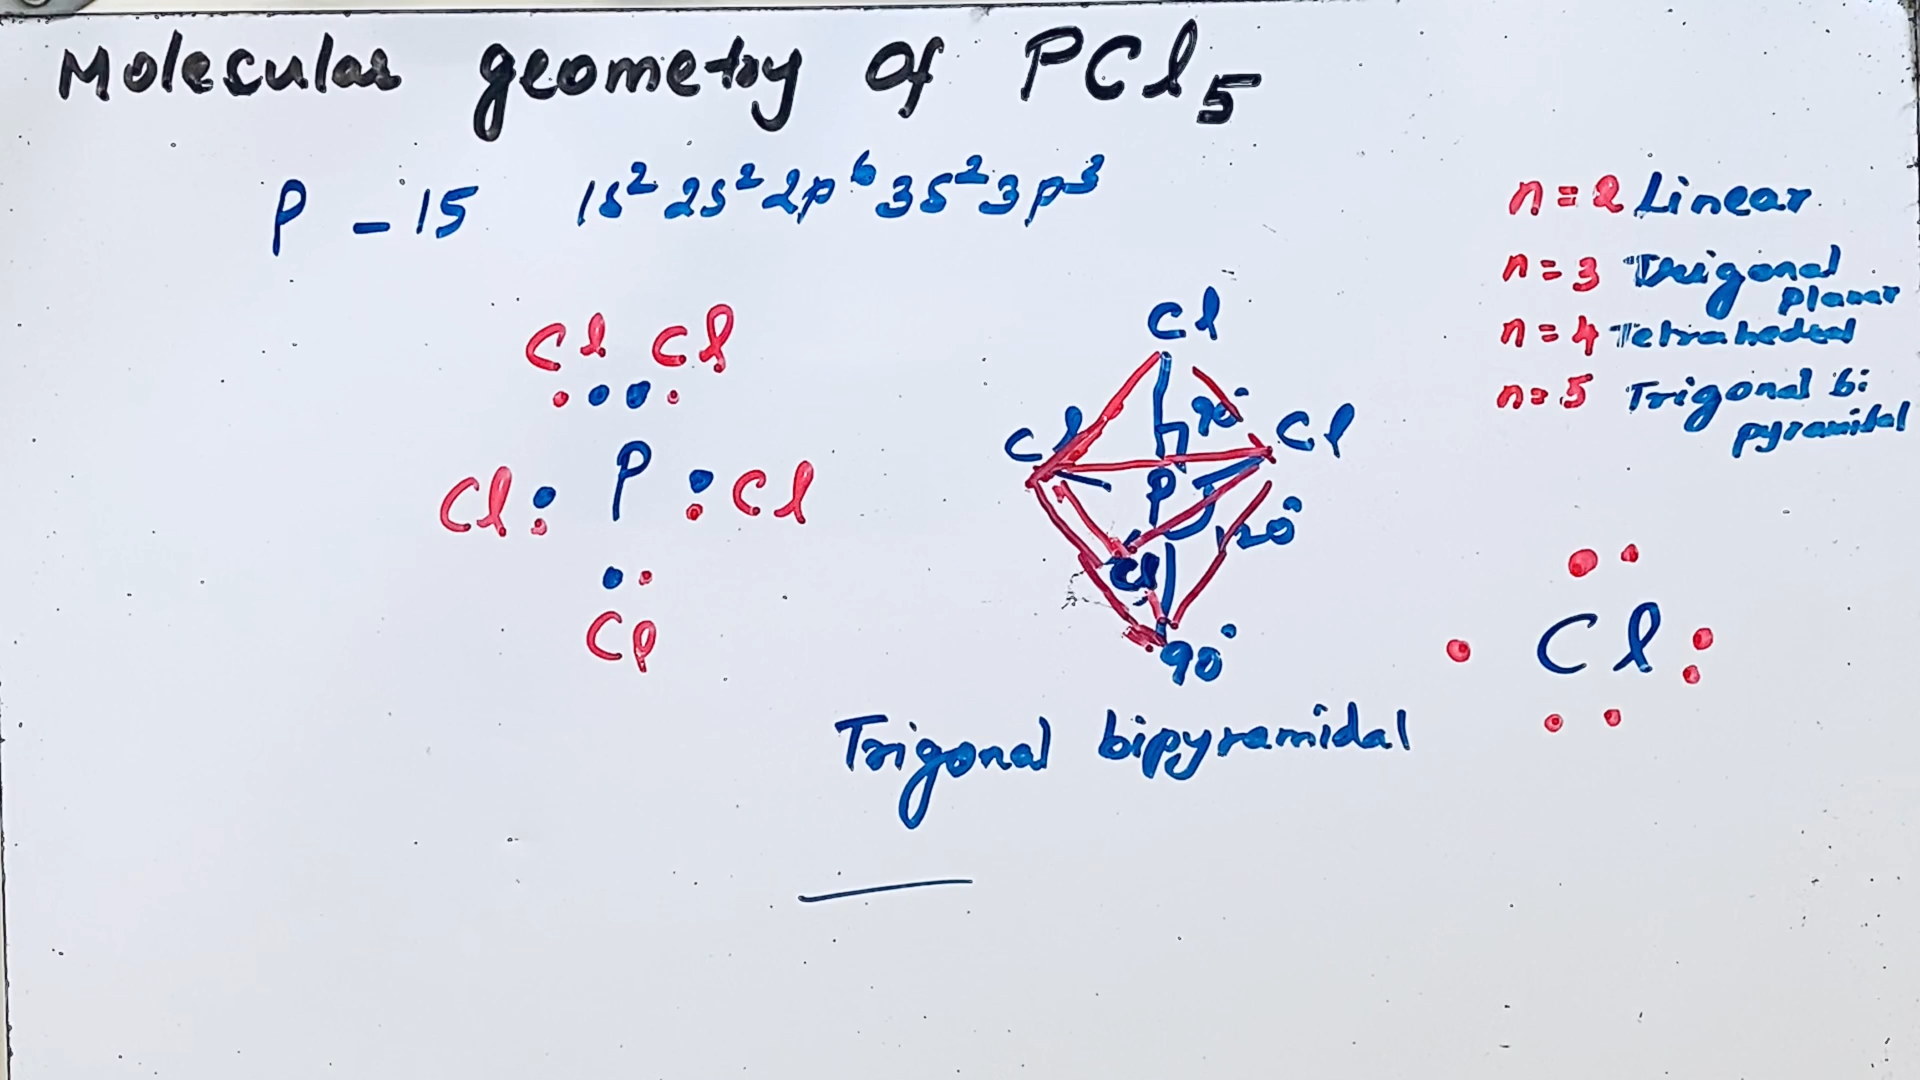 Molecular geometry of PCl5
P - 15 1s² 2s² 2p⁶ 3s² 3p³
n=2 Linear
n=3 Trigonal
planar
n=4 Tetrahedral
n=5 Trigonal bi
pyramidal
Cl Cl
Cl P Cl
Cl
Cl
90°
Cl Cl
P
120°
Cl
90°
Cl
Trigonal bipyramidal